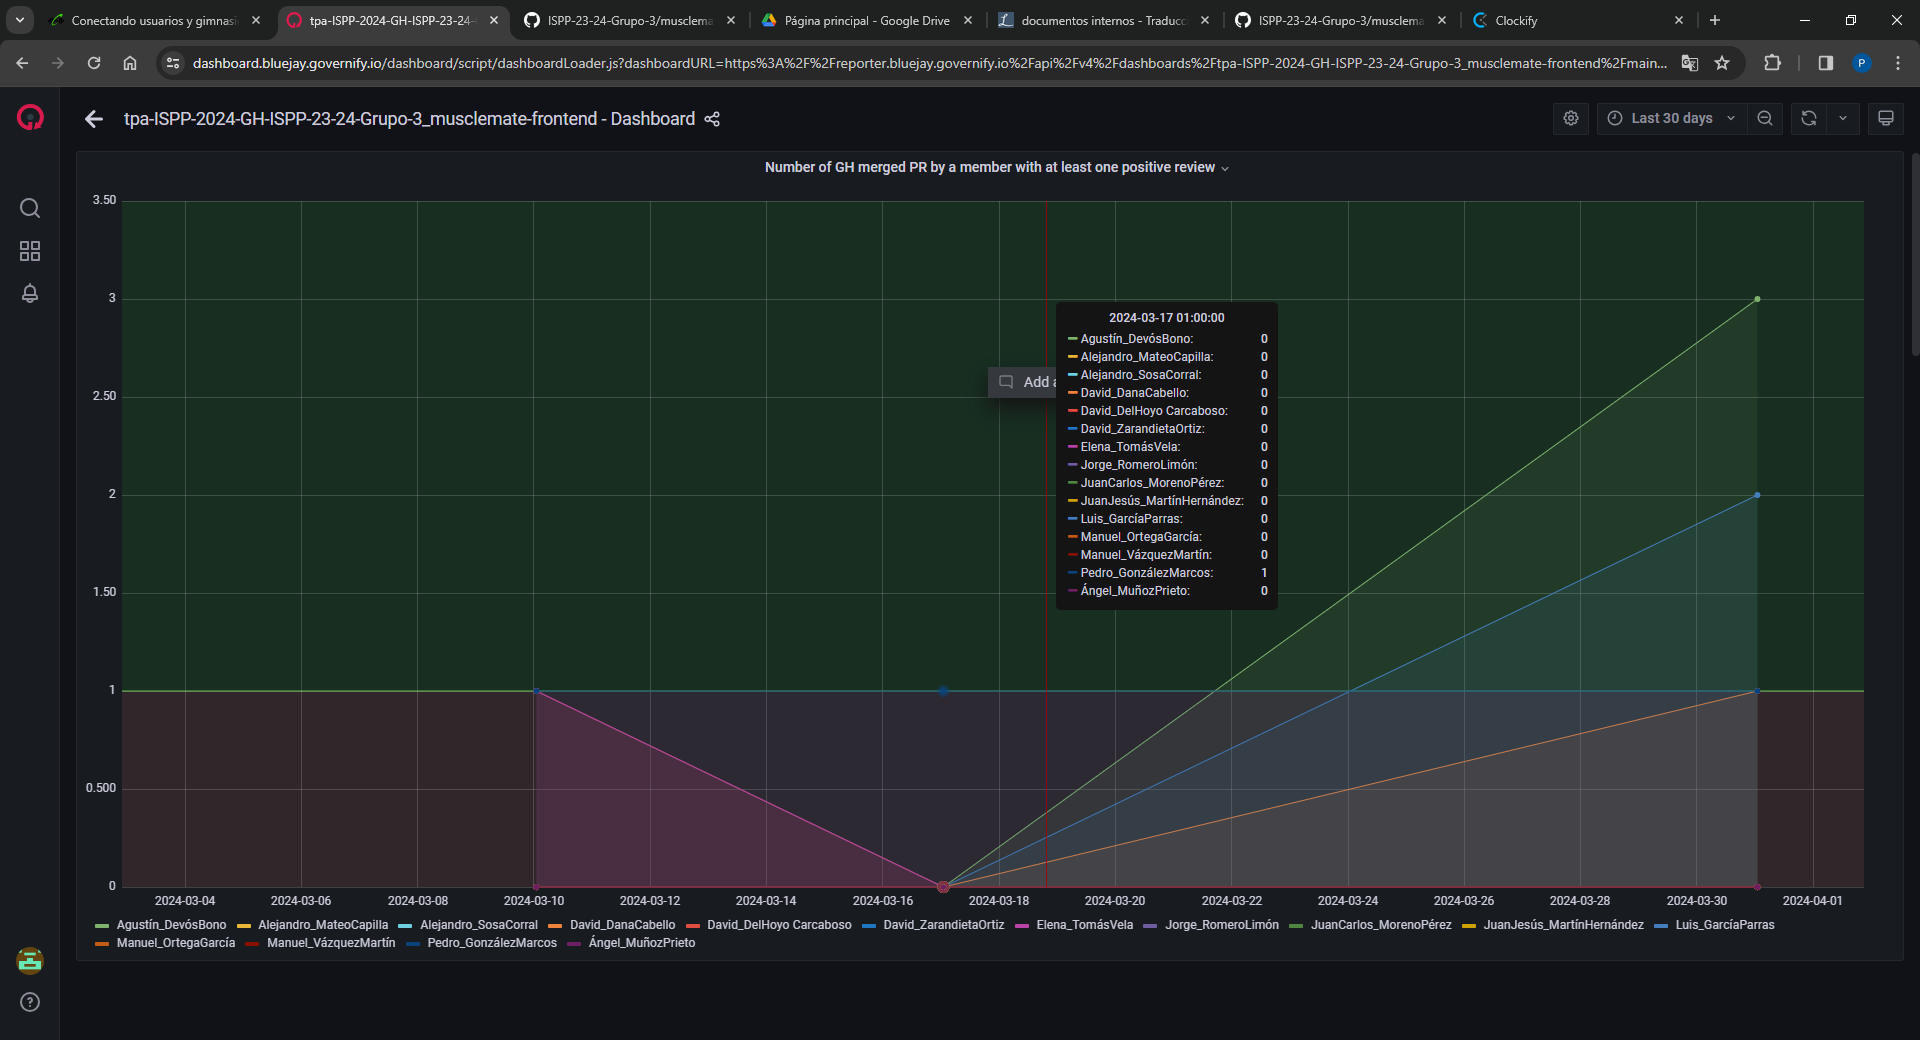 Conectando usuarios y gimnasi
tpa-ISPP-2024-GH-ISPP-23-24-
ISPP-23-24-Grupo-3/musclema
Página principal - Google Drive
documentos internos - Traducc
ISPP-23-24-Grupo-3/musclema
Clockify
dashboard.bluejay.governify.io/dashboard/script/dashboardLoader.js?dashboardURL=https%3A%2F%2Freporter.bluejay.governify.io%2Fapi%2Fv4%2Fdashboards%2Ftpa-ISPP-2024-GH-ISPP-23-24-Grupo-3_musclemate-frontend%2Fmain...
P
tpa-ISPP-2024-GH-ISPP-23-24-Grupo-3_musclemate-frontend - Dashboard
Last 30 days
Number of GH merged PR by a member with at least one positive review
3.50
3
2.50
2
1.50
1
0.500
0
Add a
2024-03-17 01:00:00
Agustín_DevósBono: 0
Alejandro_MateoCapilla: 0
Alejandro_SosaCorral: 0
David_DanaCabello: 0
David_DelHoyo Carcaboso: 0
David_ZarandietaOrtiz: 0
Elena_TomásVela: 0
Jorge_RomeroLimón: 0
JuanCarlos_MorenoPérez: 0
JuanJesús_MartínHernández: 0
Luis_GarcíaParras: 0
Manuel_OrtegaGarcía: 0
Manuel_VázquezMartín: 0
Pedro_GonzálezMarcos: 1
Ángel_MuñozPrieto: 0
2024-03-04 2024-03-06 2024-03-08 2024-03-10 2024-03-12 2024-03-14 2024-03-16 2024-03-18 2024-03-20 2024-03-22 2024-03-24 2024-03-26 2024-03-28 2024-03-30 2024-04-01
Agustín_DevósBono Alejandro_MateoCapilla Alejandro_SosaCorral David_DanaCabello David_DelHoyo Carcaboso David_ZarandietaOrtiz Elena_TomásVela Jorge_RomeroLimón JuanCarlos_MorenoPérez JuanJesús_MartínHernández Luis_GarcíaParras
Manuel_OrtegaGarcía Manuel_VázquezMartín Pedro_GonzálezMarcos Ángel_MuñozPrieto